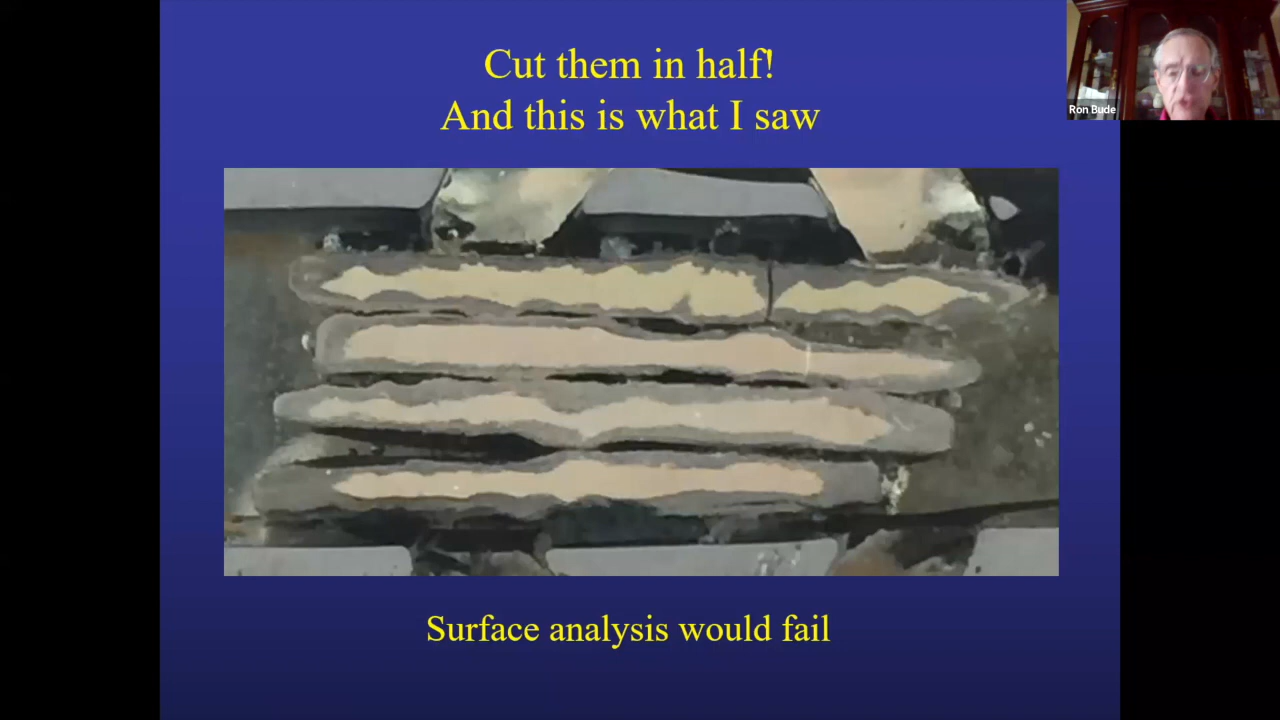 Cut them in half!
And this is what I saw
Ron Bude
Surface analysis would fail